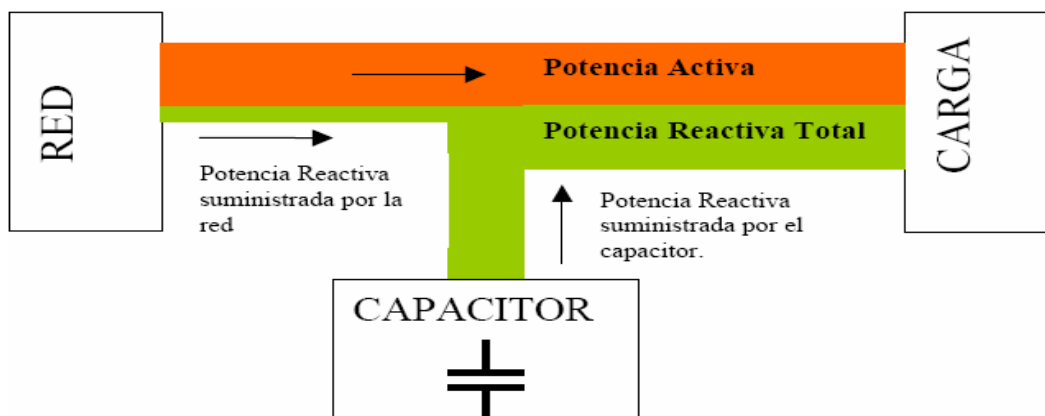 RED
Potencia Activa
CARGA
Potencia Reactiva Total
Potencia Reactiva
suministrada por la
red
Potencia Reactiva
suministrada por el
capacitor.
CAPACITOR